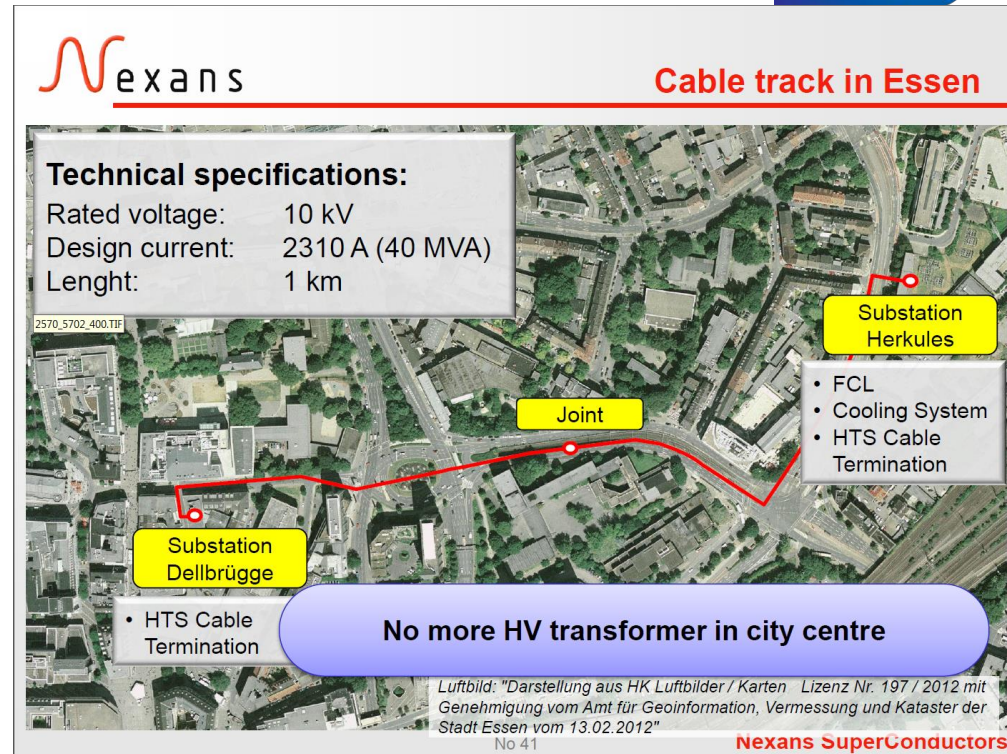 Nexans
Cable track in Essen
Technical specifications:
Rated voltage: 10 kV
Design current: 2310 A (40 MVA)
Lenght: 1 km
2570_5702_400.TIF
Substation
Herkules
• FCL
• Cooling System
• HTS Cable
Termination
Joint
Substation
Dellbrügge
• HTS Cable
Termination
No more HV transformer in city centre
Luftbild: "Darstellung aus HK Luftbilder / Karten Lizenz Nr. 197 / 2012 mit
Genehmigung vom Amt für Geoinformation, Vermessung und Kataster der
Stadt Essen vom 13.02.2012"
No 41
Nexans SuperConductors